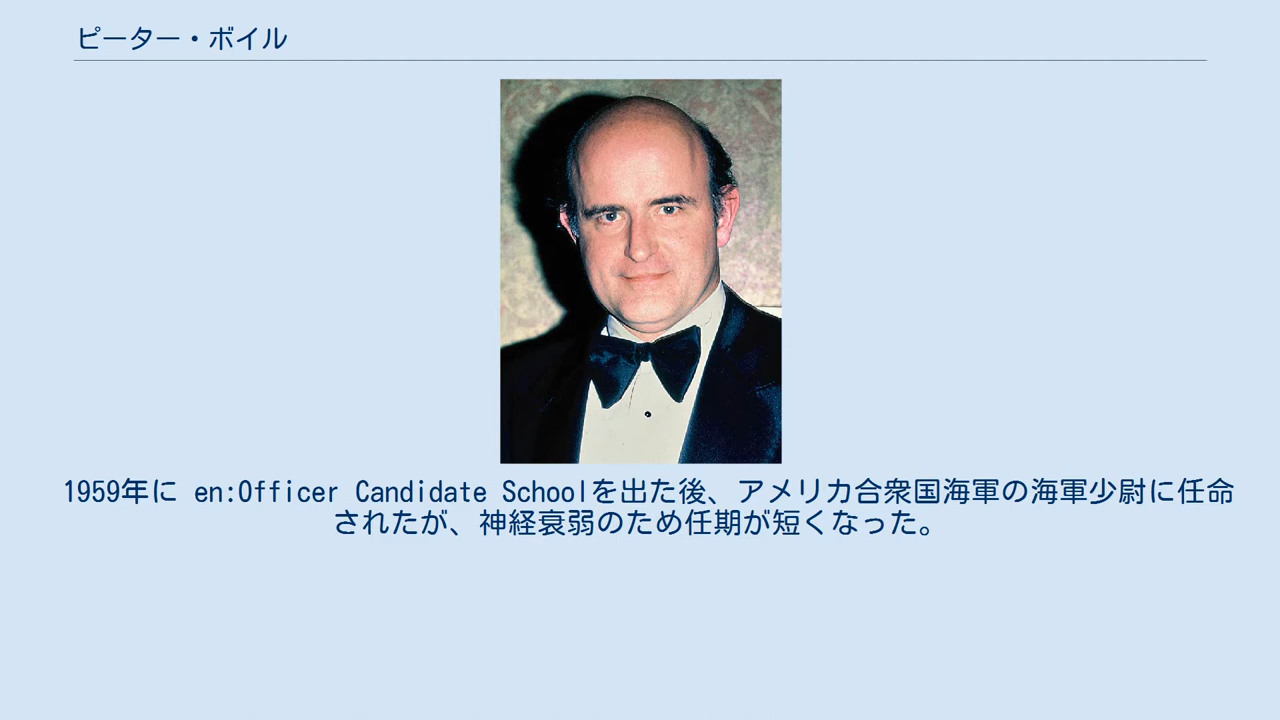 ピーター・ボイル
1959年に en:Officer Candidate Schoolを出た後、アメリカ合衆国海軍の海軍少尉に任命
されたが、神経衰弱のため任期が短くなった。